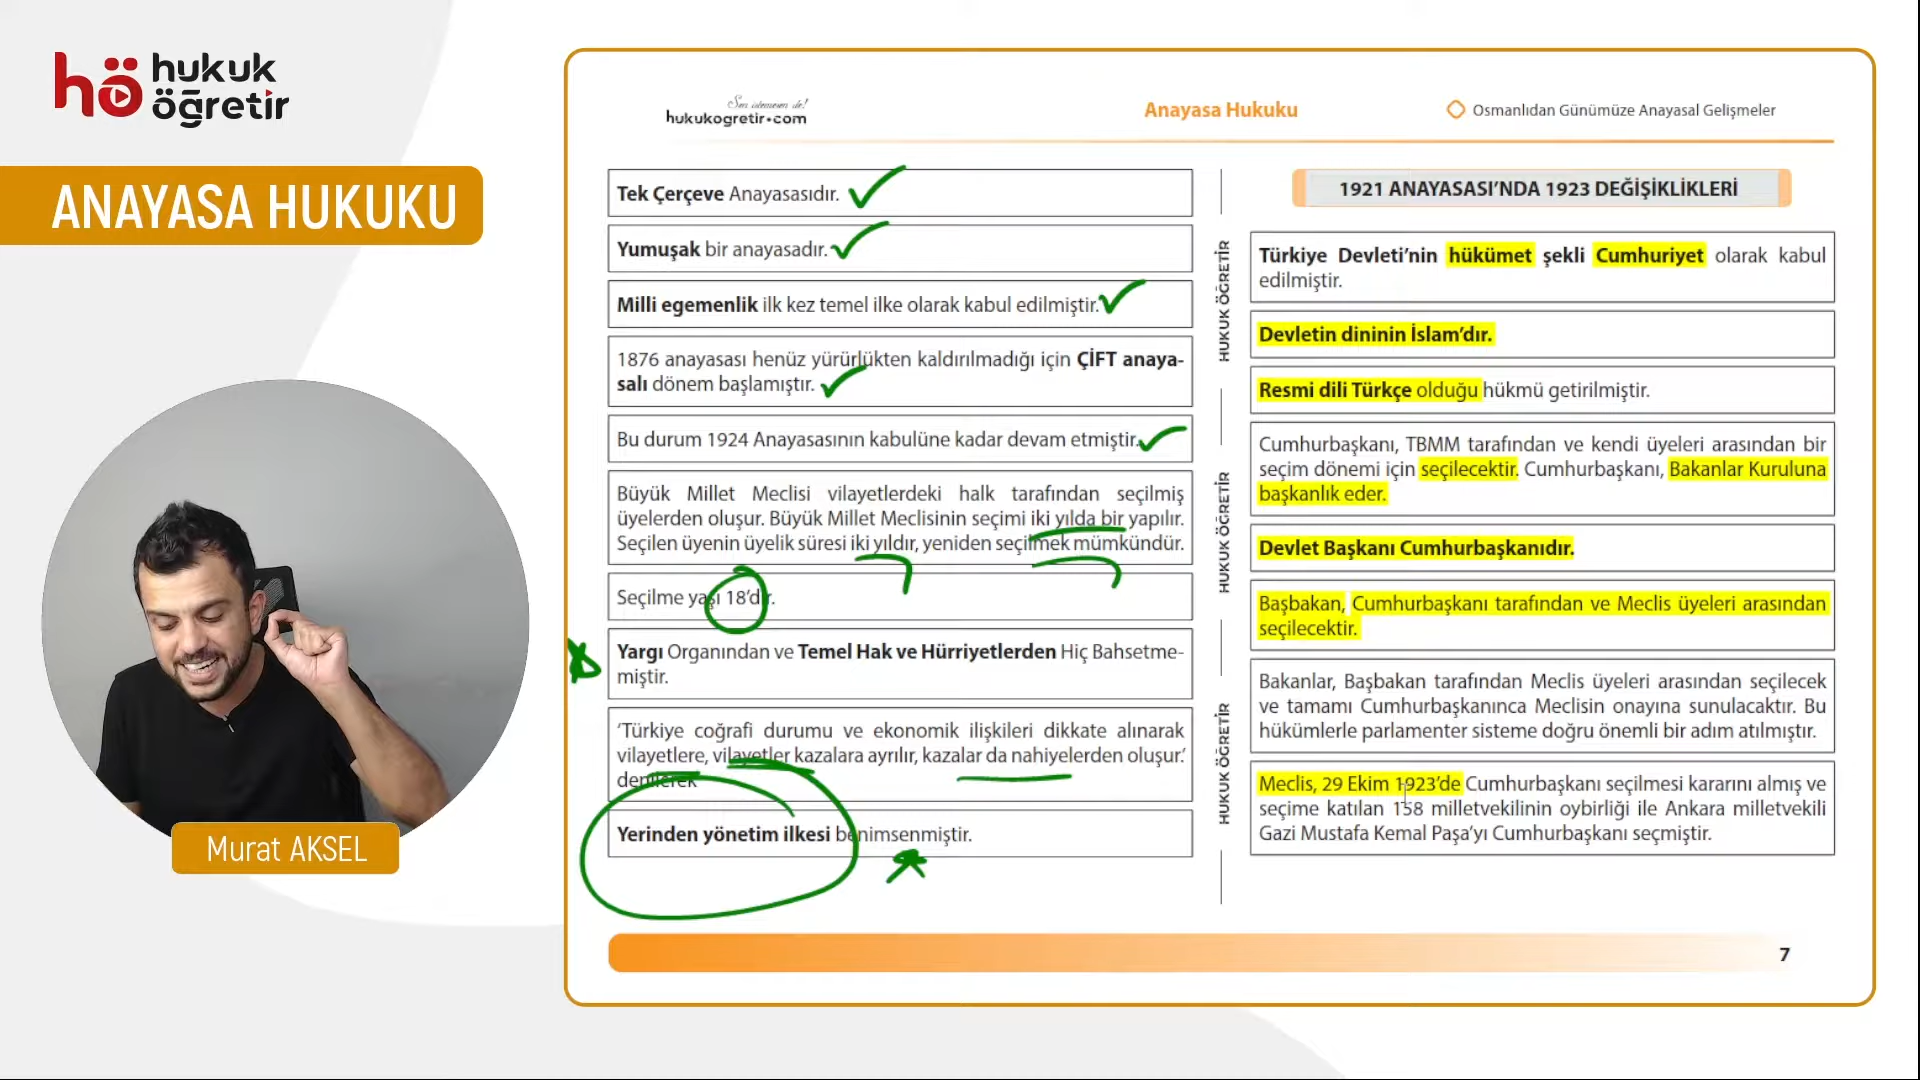 hö hukuk
öğretir
ANAYASA HUKUKU
Murat AKSEL
Sen istemesen de!
hukukogretir.com
Anayasa Hukuku
Osmanlıdan Günümüze Anayasal Gelişmeler
Tek Çerçeve Anayasasıdır.
Yumuşak bir anayasadır.
Milli egemenlik ilk kez temel ilke olarak kabul edilmiştir.
1876 anayasası henüz yürürlükten kaldırılmadığı için ÇİFT anaya-
salı dönem başlamıştır.
Bu durum 1924 Anayasasının kabulüne kadar devam etmiştir.
Büyük Millet Meclisi vilayetlerdeki halk tarafından seçilmiş
üyelerden oluşur. Büyük Millet Meclisinin seçimi iki yılda bir yapılır.
Seçilen üyenin üyelik süresi iki yıldır, yeniden seçilmek mümkündür.
Seçilme yaşı 18'dir.
Yargı Organından ve Temel Hak ve Hürriyetlerden Hiç Bahsetme-
miştir.
'Türkiye coğrafi durumu ve ekonomik ilişkileri dikkate alınarak
vilayetlere, vilayetler kazalara ayrılır, kazalar da nahiyelerden oluşur.'
denilerek
Yerinden yönetim ilkesi benimsenmiştir.
HUKUK ÖĞRETİR
HUKUK ÖĞRETİR
HUKUK ÖĞRETİR
1921 ANAYASASI'NDA 1923 DEĞİŞİKLİKLERİ
Türkiye Devleti'nin hükümet şekli Cumhuriyet olarak kabul
edilmiştir.
Devletin dininin İslam'dır.
Resmi dili Türkçe olduğu hükmü getirilmiştir.
Cumhurbaşkanı, TBMM tarafından ve kendi üyeleri arasından bir
seçim dönemi için seçilecektir. Cumhurbaşkanı, Bakanlar Kuruluna
başkanlık eder.
Devlet Başkanı Cumhurbaşkanıdır.
Başbakan, Cumhurbaşkanı tarafından ve Meclis üyeleri arasından
seçilecektir.
Bakanlar, Başbakan tarafından Meclis üyeleri arasından seçilecek
ve tamamı Cumhurbaşkanınca Meclisin onayına sunulacaktır. Bu
hükümlerle parlamenter sisteme doğru önemli bir adım atılmıştır.
Meclis, 29 Ekim 1923'de Cumhurbaşkanı seçilmesi kararını almış ve
seçime katılan 158 milletvekilinin oybirliği ile Ankara milletvekili
Gazi Mustafa Kemal Paşa'yı Cumhurbaşkanı seçmiştir.
7